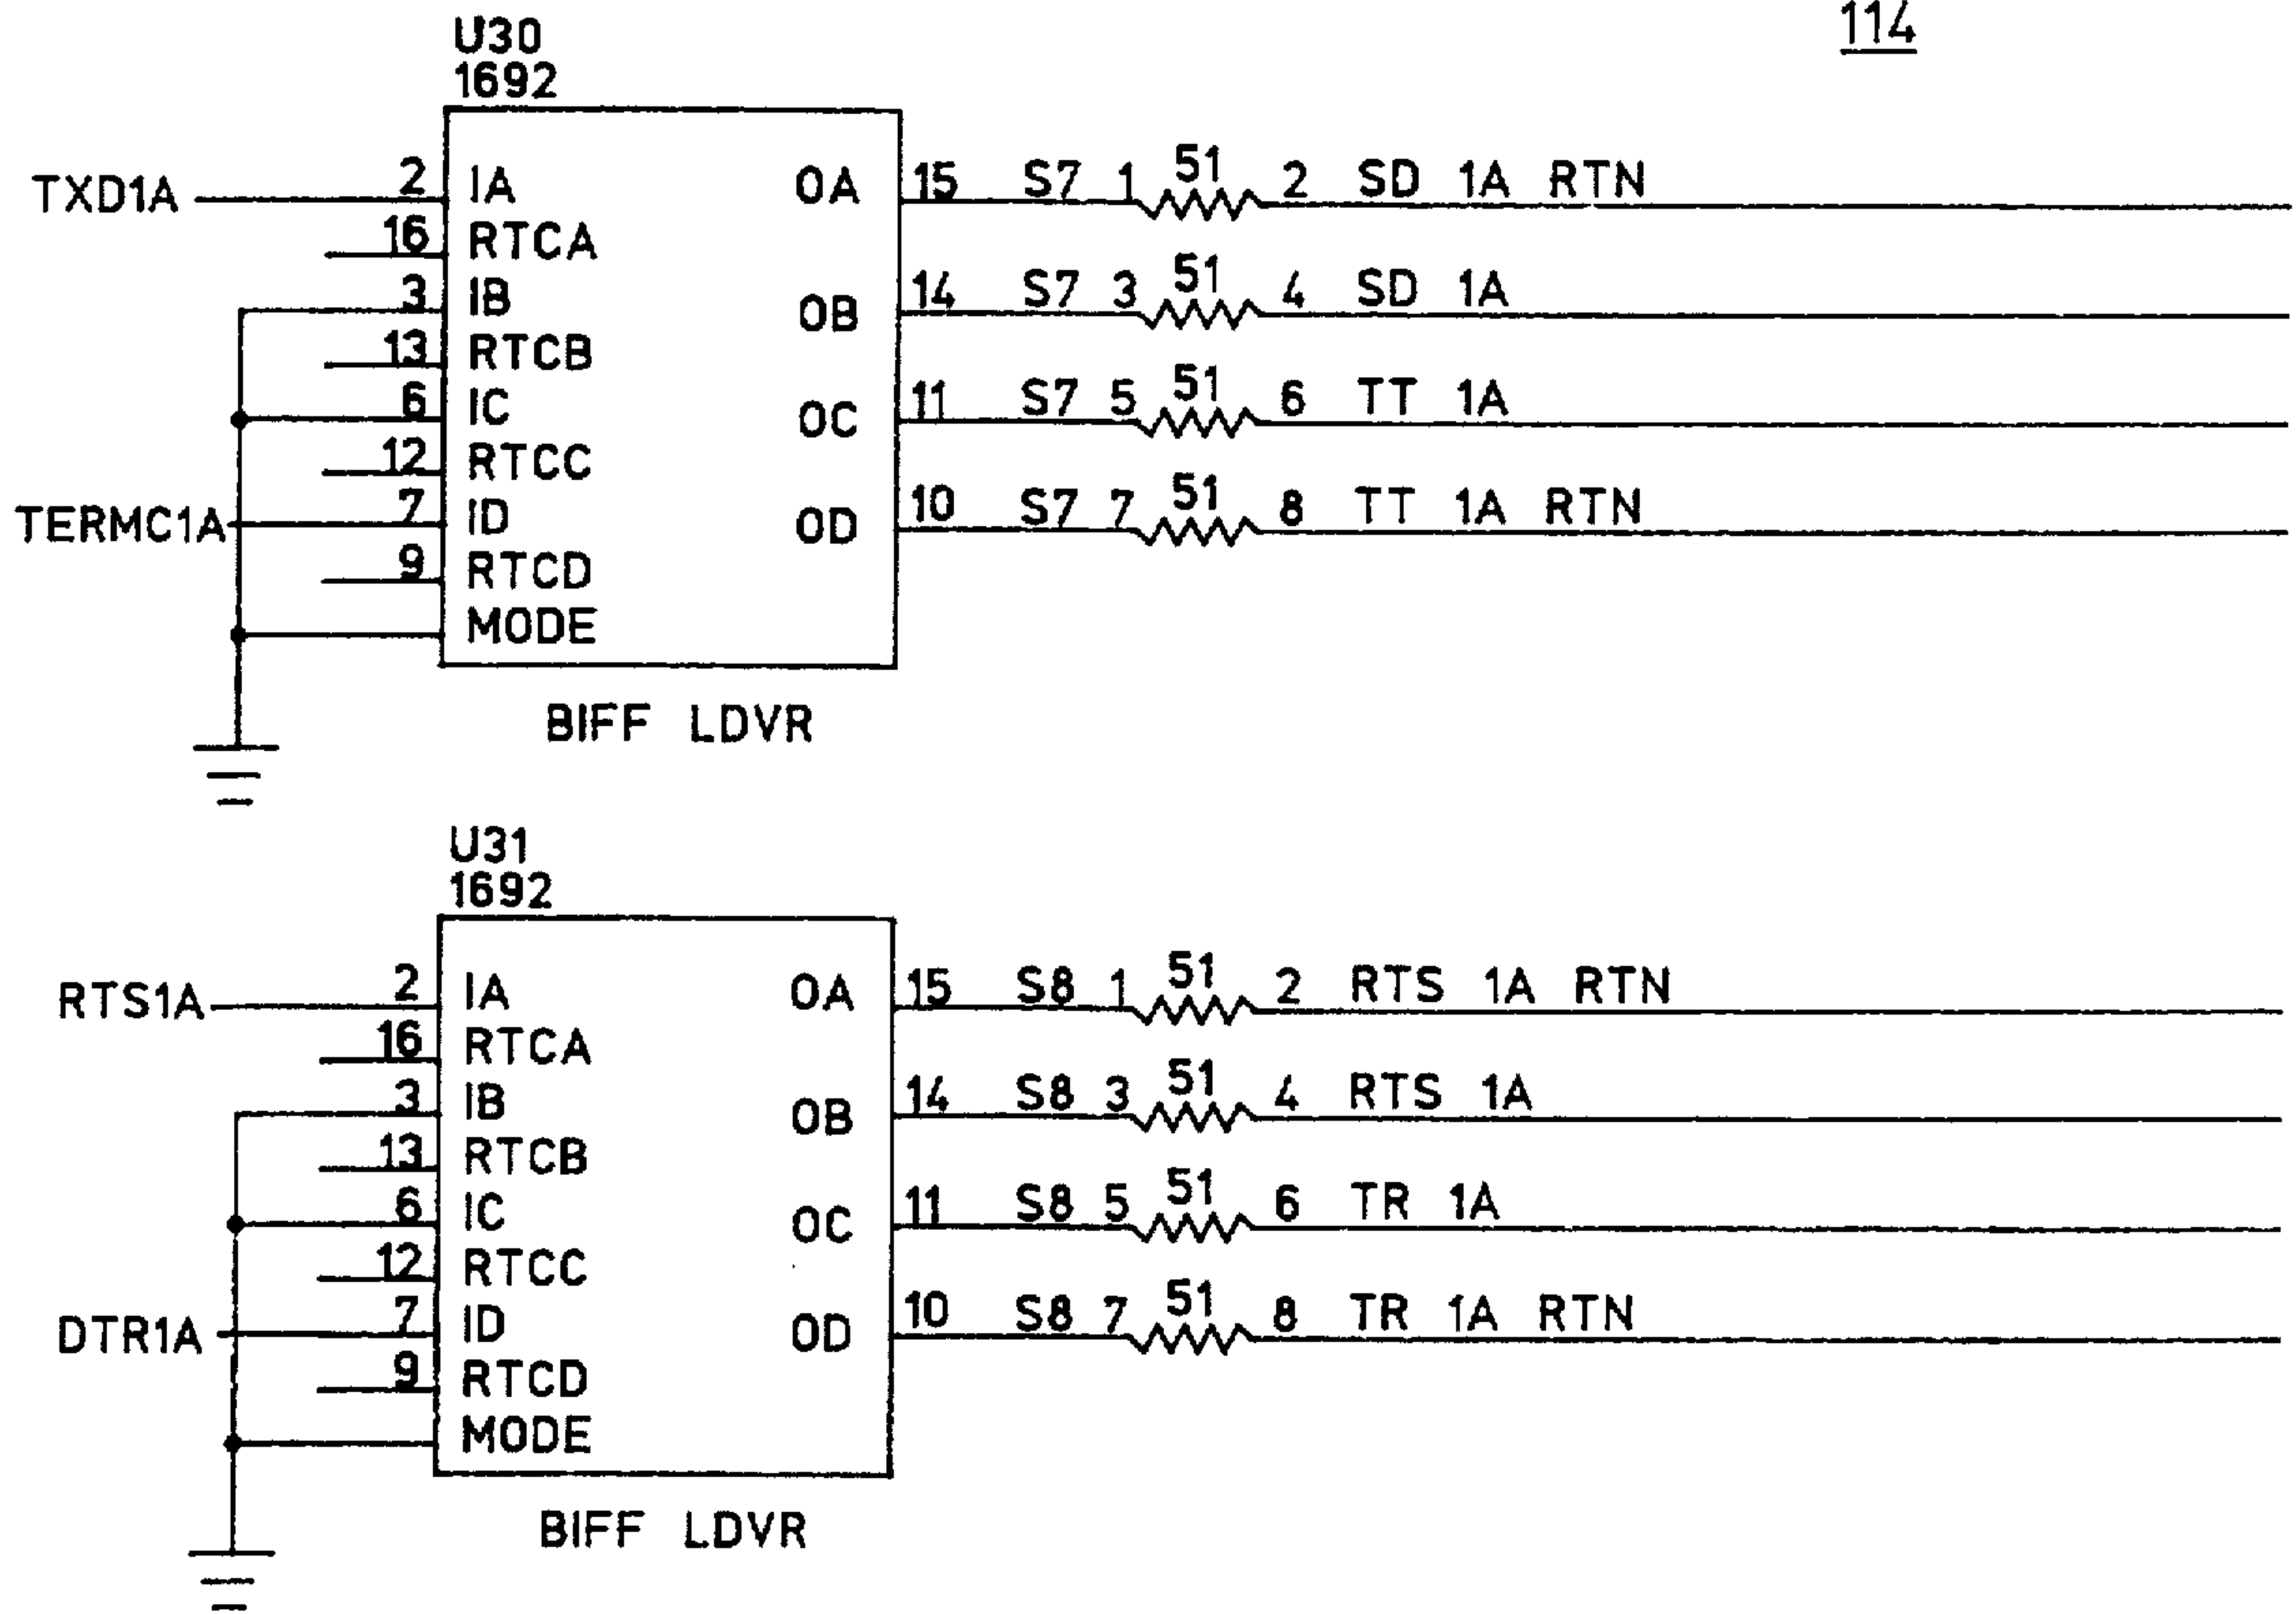 114
U30
1692
TXD1A 2 IA OA 15 S7 1 51 2 SD 1A RTN
16 RTCA
3 IB OB 14 S7 3 51 4 SD 1A
13 RTCB
6 IC OC 11 S7 5 51 6 TT 1A
12 RTCC
TERMC1A 7 ID OD 10 S7 7 51 8 TT 1A RTN
9 RTCD
MODE
BIFF LDVR
U31
1692
RTS1A 2 IA OA 15 S8 1 51 2 RTS 1A RTN
16 RTCA
3 IB OB 14 S8 3 51 4 RTS 1A
13 RTCB
6 IC OC 11 S8 5 51 6 TR 1A
12 RTCC
DTR1A 7 ID OD 10 S8 7 51 8 TR 1A RTN
9 RTCD
MODE
BIFF LDVR